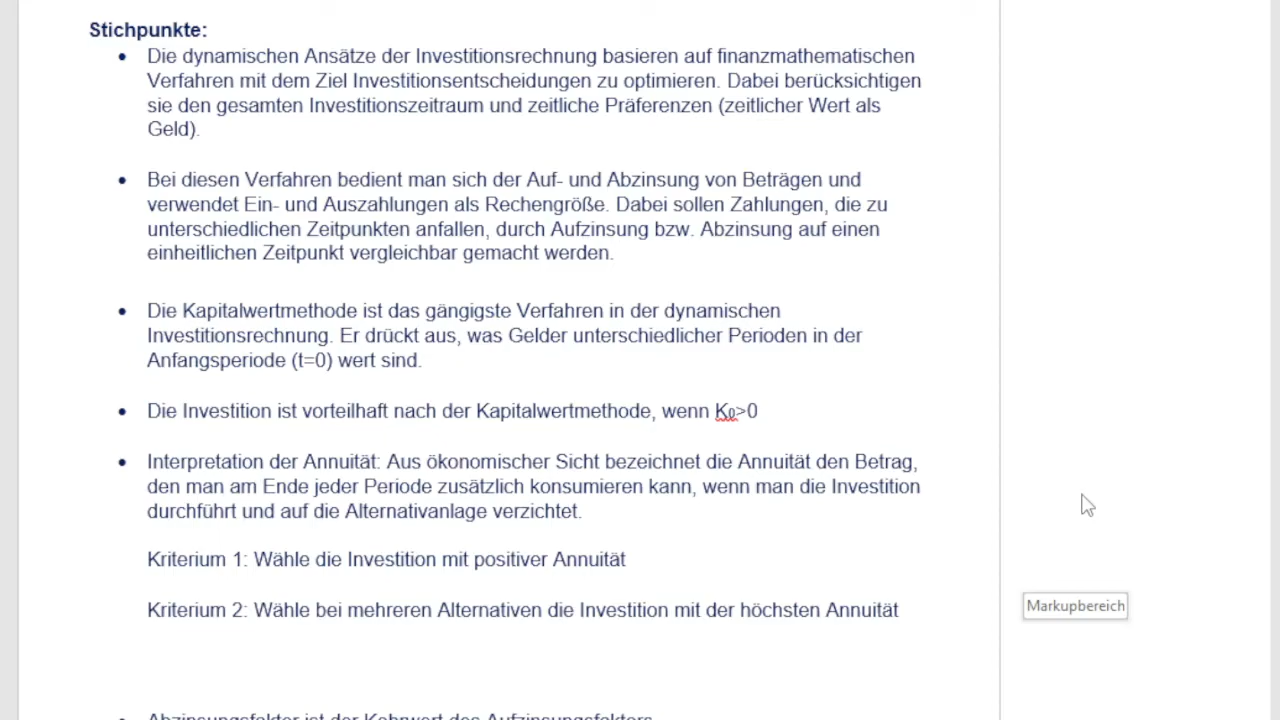 Stichpunkte:
• Die dynamischen Ansätze der Investitionsrechnung basieren auf finanzmathematischen
Verfahren mit dem Ziel Investitionsentscheidungen zu optimieren. Dabei berücksichtigen
sie den gesamten Investitionszeitraum und zeitliche Präferenzen (zeitlicher Wert als
Geld).
• Bei diesen Verfahren bedient man sich der Auf- und Abzinsung von Beträgen und
verwendet Ein- und Auszahlungen als Rechengröße. Dabei sollen Zahlungen, die zu
unterschiedlichen Zeitpunkten anfallen, durch Aufzinsung bzw. Abzinsung auf einen
einheitlichen Zeitpunkt vergleichbar gemacht werden.
• Die Kapitalwertmethode ist das gängigste Verfahren in der dynamischen
Investitionsrechnung. Er drückt aus, was Gelder unterschiedlicher Perioden in der
Anfangsperiode (t=0) wert sind.
• Die Investition ist vorteilhaft nach der Kapitalwertmethode, wenn K₀>0
• Interpretation der Annuität: Aus ökonomischer Sicht bezeichnet die Annuität den Betrag,
den man am Ende jeder Periode zusätzlich konsumieren kann, wenn man die Investition
durchführt und auf die Alternativanlage verzichtet.
Kriterium 1: Wähle die Investition mit positiver Annuität
Markupbereich
Kriterium 2: Wähle bei mehreren Alternativen die Investition mit der höchsten Annuität
• Abzinsungsfaktor ist der Kehrwert des Aufzinsungsfaktors